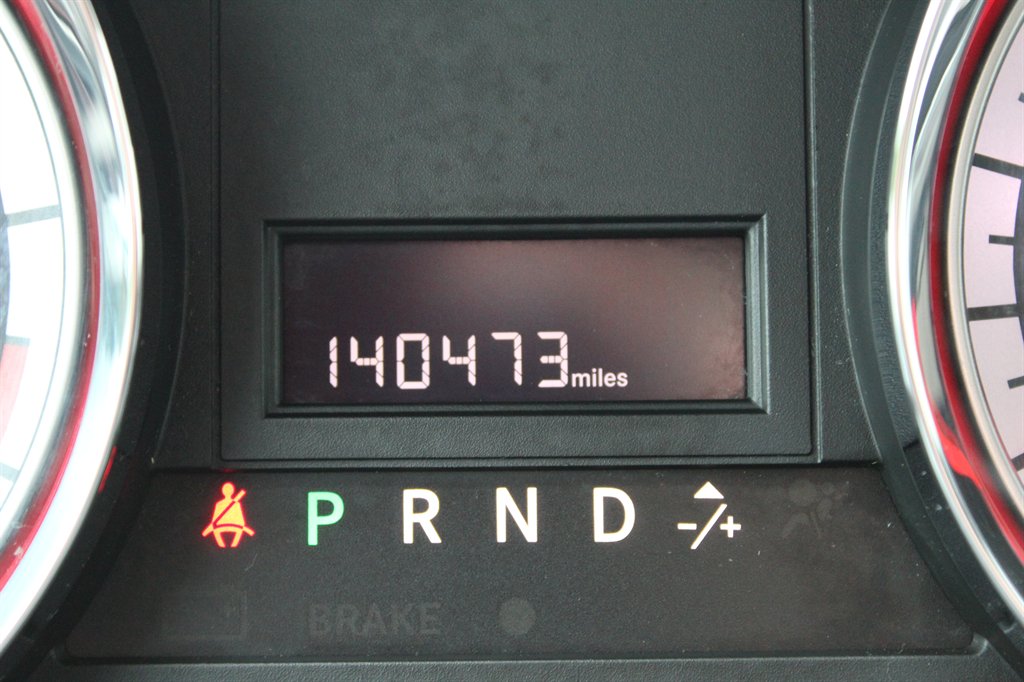 140473 miles
P R N D -/+
BRAKE